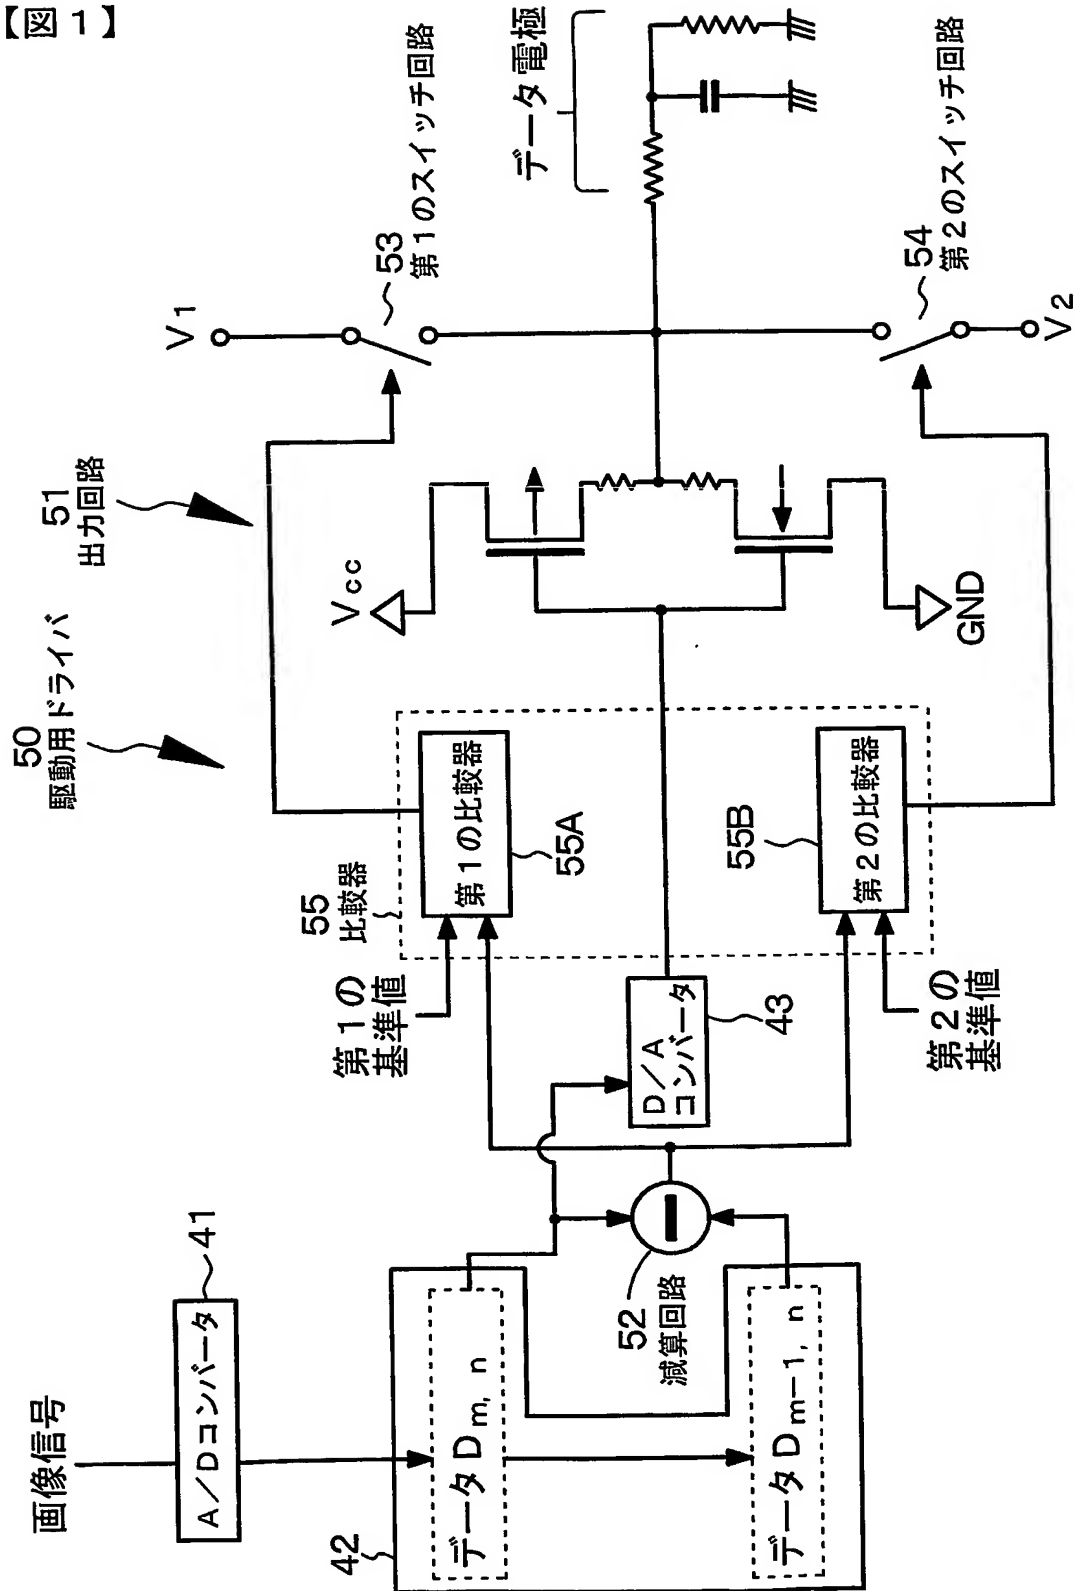 【図1】
画像信号
A/Dコンバータ
41
42
データ Dm, n
データ Dm-1, n
52
減算回路
D/A
コンバータ
43
第1の
基準値
第2の
基準値
55
比較器
第1の比較器
55A
第2の比較器
55B
50
駆動用ドライバ
51
出力回路
Vcc
GND
V1
53
第1のスイッチ回路
V2
54
第2のスイッチ回路
データ電極